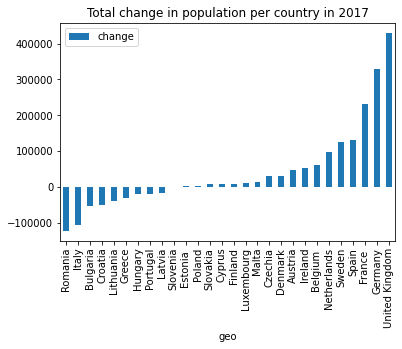 Total change in population per country in 2017
change
400000
300000
200000
100000
0
−100000
Romania
Italy
Bulgaria
Croatia
Lithuania
Greece
Hungary
Portugal
Latvia
Slovenia
Estonia
Poland
Slovakia
Cyprus
Finland
Luxembourg
Malta
Czechia
Denmark
Austria
Ireland
Belgium
Netherlands
Sweden
Spain
France
Germany
United Kingdom
geo